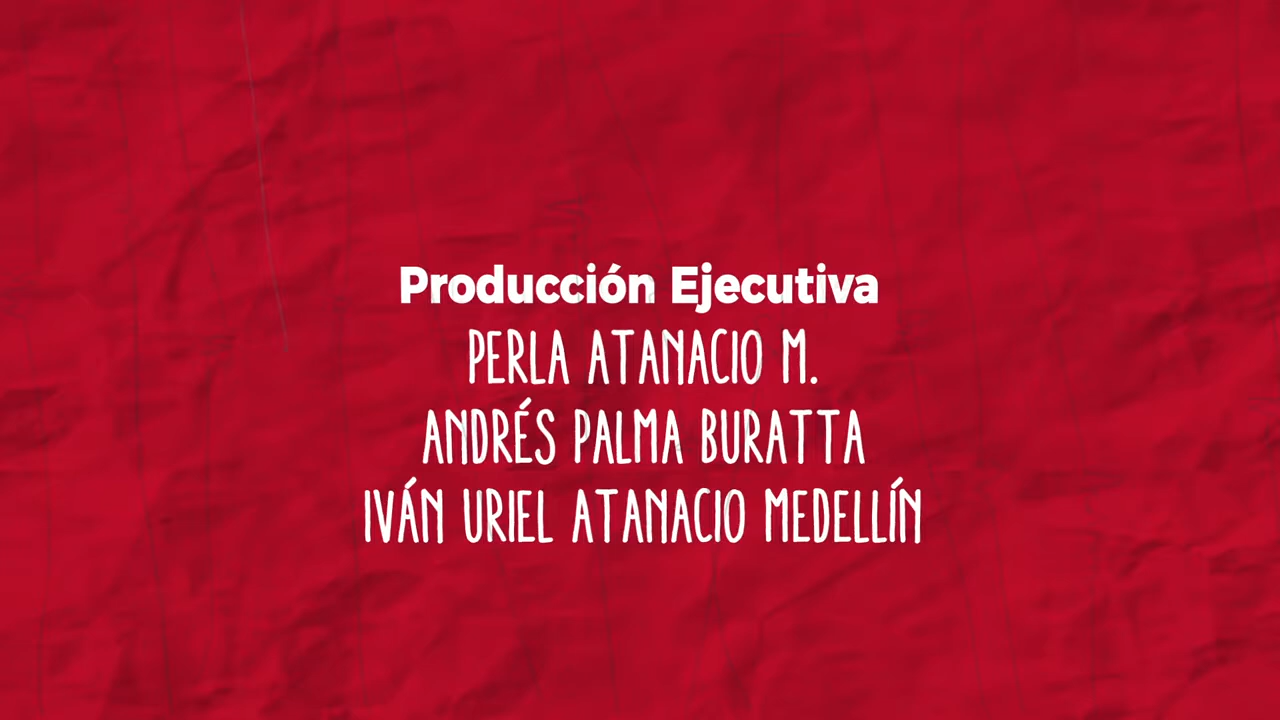 Producción Ejecutiva
PERLA ATANACIO M.
ANDRÉS PALMA BURATTA
IVÁN URIEL ATANACIO MEDELLÍN